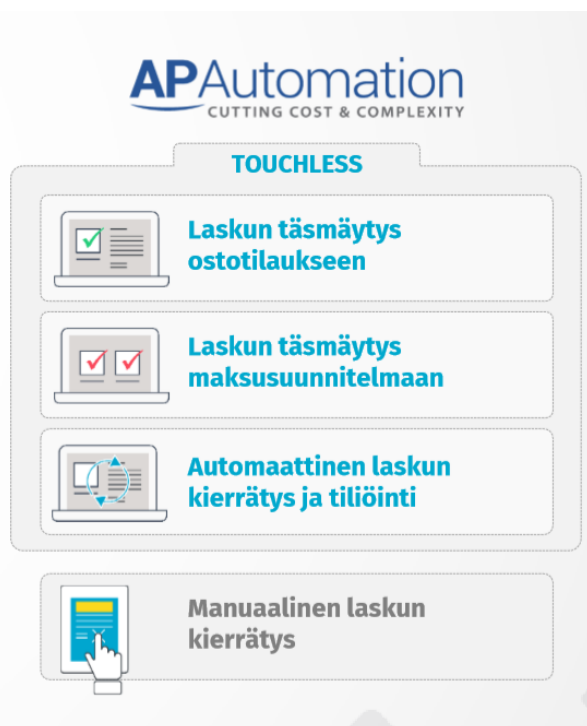 APAutomation
CUTTING COST & COMPLEXITY
TOUCHLESS
Laskun täsmäytys
ostotilaukseen
Laskun täsmäytys
maksusuunnitelmaan
Automaattinen laskun
kierrätys ja tiliöinti
Manuaalinen laskun
kierrätys